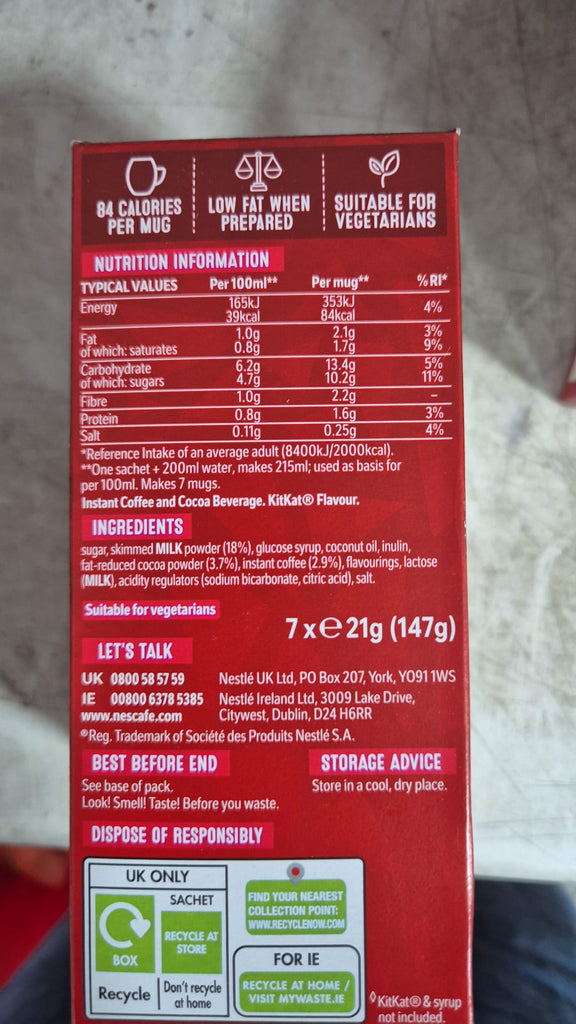 84 CALORIES
PER MUG
LOW FAT WHEN
PREPARED
SUITABLE FOR
VEGETARIANS
NUTRITION INFORMATION
TYPICAL VALUES Per 100ml** Per mug** % RI*
Energy 165kJ 353kJ
39kcal 84kcal 4%
Fat 1.0g 2.1g 3%
of which: saturates 0.8g 1.7g 9%
Carbohydrate 6.2g 13.4g 5%
of which: sugars 4.7g 10.2g 11%
Fibre 1.0g 2.2g –
Protein 0.8g 1.6g 3%
Salt 0.11g 0.25g 4%
*Reference Intake of an average adult (8400kJ/2000kcal).
**One sachet + 200ml water, makes 215ml; used as basis for
per 100ml. Makes 7 mugs.
Instant Coffee and Cocoa Beverage. KitKat® Flavour.
INGREDIENTS
sugar, skimmed MILK powder (18%), glucose syrup, coconut oil, inulin,
fat-reduced cocoa powder (3.7%), instant coffee (2.9%), flavourings, lactose
(MILK), acidity regulators (sodium bicarbonate, citric acid), salt.
Suitable for vegetarians
7 x ℮ 21g (147g)
LET'S TALK
UK 0800 58 57 59 Nestlé UK Ltd, PO Box 207, York, YO91 1WS
IE 00800 6378 5385 Nestlé Ireland Ltd, 3009 Lake Drive,
www.nescafe.com Citywest, Dublin, D24 H6RR
®Reg. Trademark of Société des Produits Nestlé S.A.
BEST BEFORE END
See base of pack.
Look! Smell! Taste! Before you waste.
STORAGE ADVICE
Store in a cool, dry place.
DISPOSE OF RESPONSIBLY
UK ONLY
BOX
Recycle
SACHET
RECYCLE AT
STORE
Don't recycle
at home
FIND YOUR NEAREST
COLLECTION POINT:
WWW.RECYCLENOW.COM
FOR IE
RECYCLE AT HOME /
VISIT MYWASTE.IE
◊KitKat® & syrup
not included.